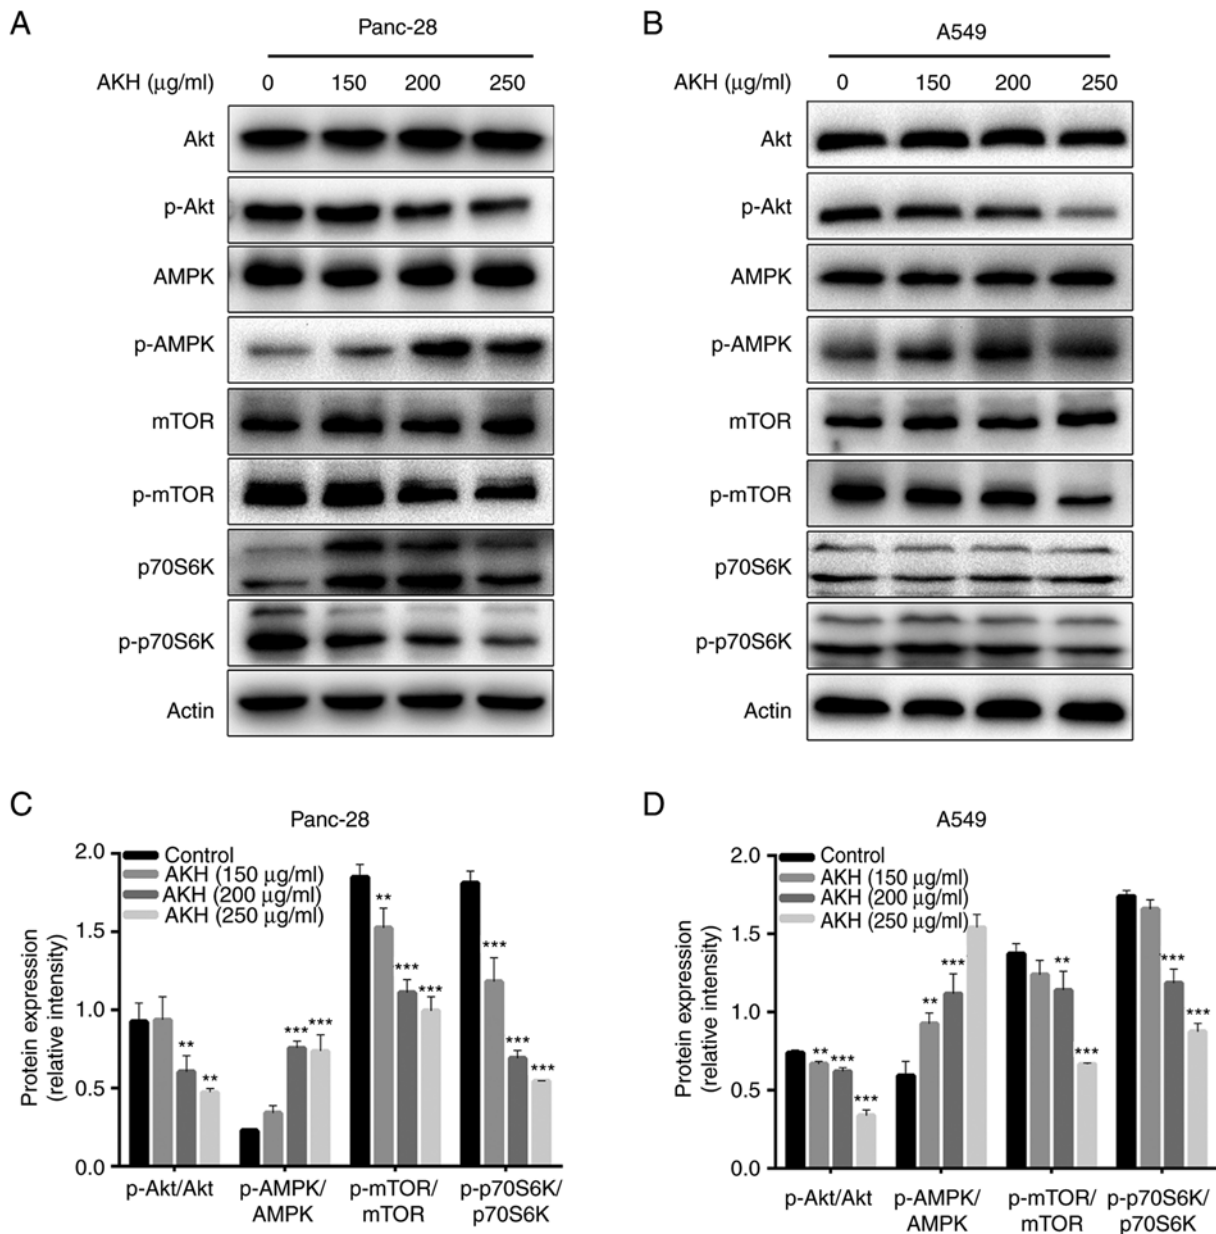 A
Panc-28
AKH (μg/ml)
0 150 200 250
Akt
p-Akt
AMPK
p-AMPK
mTOR
p-mTOR
p70S6K
p-p70S6K
Actin
B
A549
AKH (μg/ml)
0 150 200 250
Akt
p-Akt
AMPK
p-AMPK
mTOR
p-mTOR
p70S6K
p-p70S6K
Actin
C
Panc-28
Protein expression
(relative intensity)
2.0
1.5
1.0
0.5
0.0
Control
AKH (150 μg/ml)
AKH (200 μg/ml)
AKH (250 μg/ml)
** **
*** ***
** *** ***
*** *** ***
p-Akt/Akt
p-AMPK/
AMPK
p-mTOR/
mTOR
p-p70S6K/
p70S6K
D
A549
Protein expression
(relative intensity)
2.0
1.5
1.0
0.5
0.0
Control
AKH (150 μg/ml)
AKH (200 μg/ml)
AKH (250 μg/ml)
** *** ***
** ***
** ***
*** ***
p-Akt/Akt
p-AMPK/
AMPK
p-mTOR/
mTOR
p-p70S6K/
p70S6K